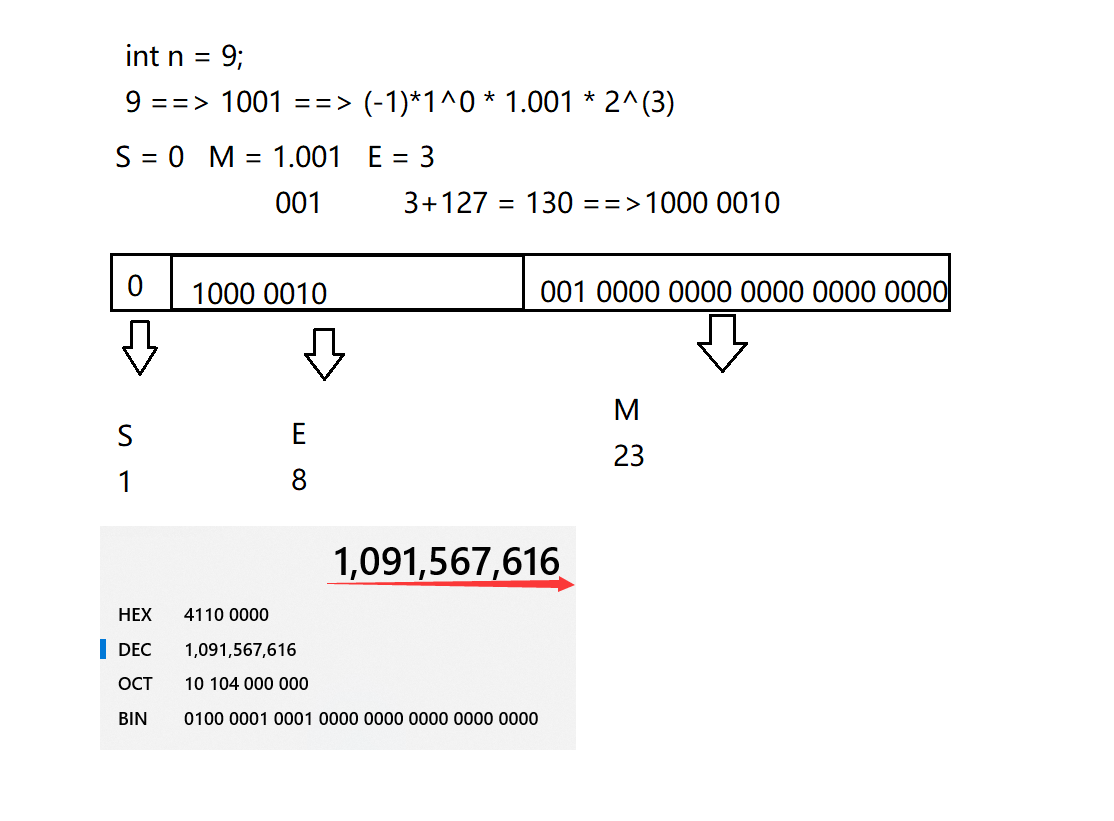 int n = 9;
9 ==> 1001 ==> (-1)*1^0 * 1.001 * 2^(3)
S = 0 M = 1.001 E = 3
001 3+127 = 130 ==>1000 0010
0 1000 0010 001 0000 0000 0000 0000 0000
S E M
1 8 23
1,091,567,616
HEX 4110 0000
DEC 1,091,567,616
OCT 10 104 000 000
BIN 0100 0001 0001 0000 0000 0000 0000 0000